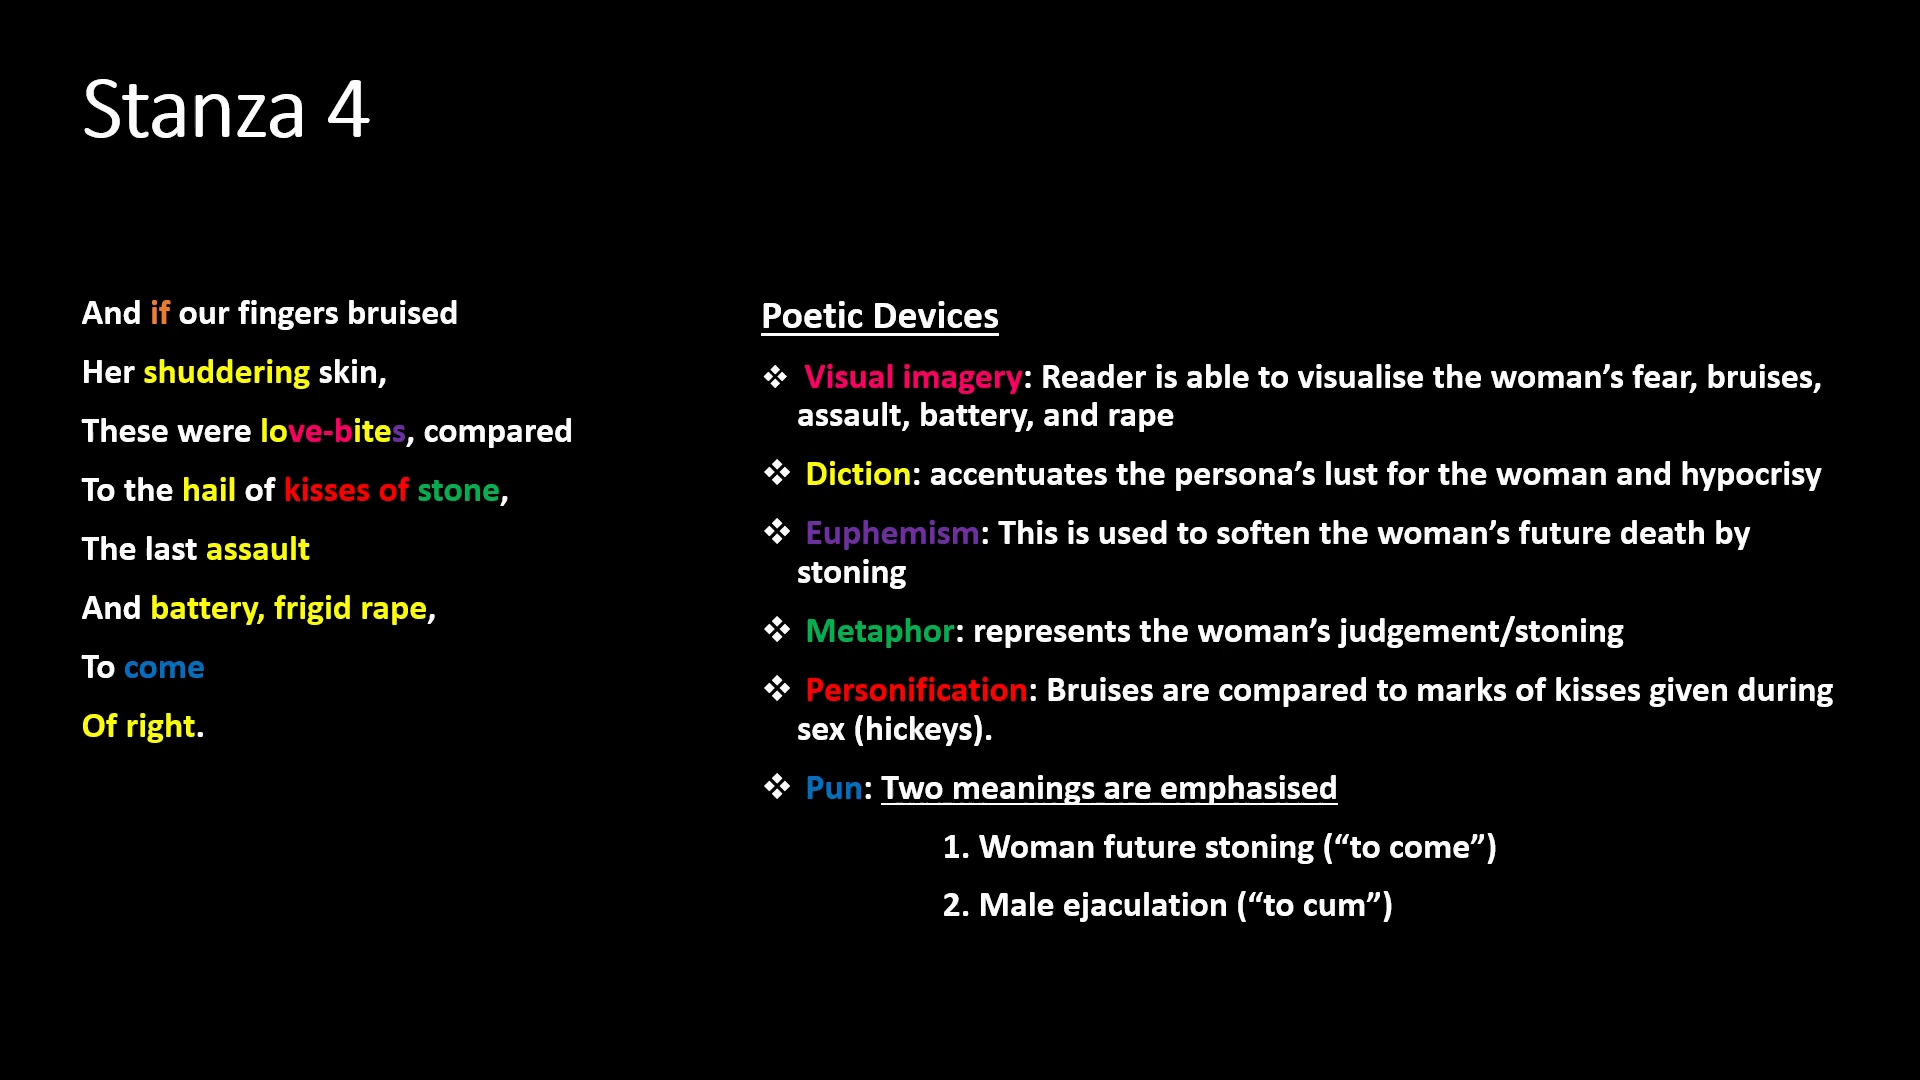 Stanza 4
And if our fingers bruised
Her shuddering skin,
These were love-bites, compared
To the hail of kisses of stone,
The last assault
And battery, frigid rape,
To come
Of right.
Poetic Devices
❖ Visual imagery: Reader is able to visualise the woman’s fear, bruises,
assault, battery, and rape
❖ Diction: accentuates the persona’s lust for the woman and hypocrisy
❖ Euphemism: This is used to soften the woman’s future death by
stoning
❖ Metaphor: represents the woman’s judgement/stoning
❖ Personification: Bruises are compared to marks of kisses given during
sex (hickeys).
❖ Pun: Two meanings are emphasised
1. Woman future stoning (“to come”)
2. Male ejaculation (“to cum”)